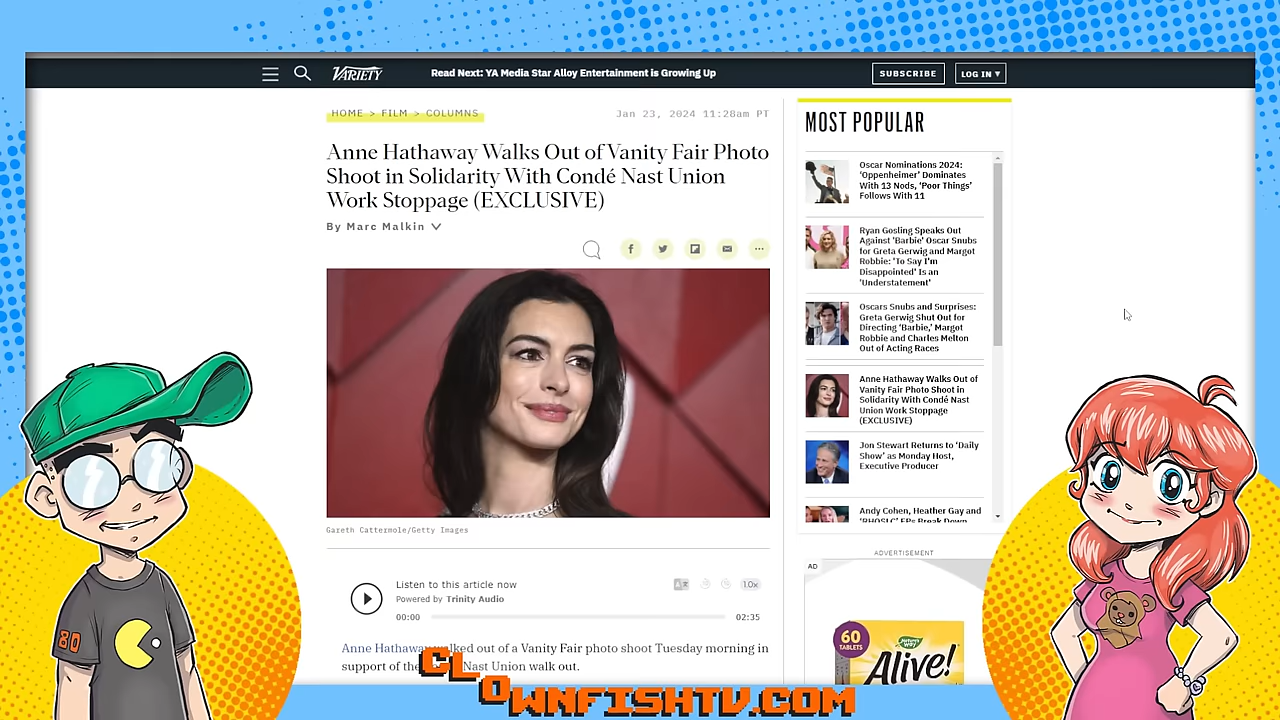 VARIETY
Read Next: YA Media Star Alloy Entertainment is Growing Up
SUBSCRIBE
LOG IN ▾
HOME > FILM > COLUMNS
Jan 23, 2024 11:28am PT
Anne Hathaway Walks Out of Vanity Fair Photo
Shoot in Solidarity With Condé Nast Union
Work Stoppage (EXCLUSIVE)
By Marc Malkin
Gareth Cattermole/Getty Images
Listen to this article now
Powered by Trinity Audio
1.0x
00:00
02:35
Anne Hathaway walked out of a Vanity Fair photo shoot Tuesday morning in
support of the Nast Union walk out.
MOST POPULAR
Oscar Nominations 2024:
'Oppenheimer' Dominates
With 13 Nods, 'Poor Things'
Follows With 11
Ryan Gosling Speaks Out
Against 'Barbie' Oscar Snubs
for Greta Gerwig and Margot
Robbie: 'To Say I'm
Disappointed' Is an
'Understatement'
Oscars Snubs and Surprises:
Greta Gerwig Shut Out for
Directing 'Barbie,' Margot
Robbie and Charles Melton
Out of Acting Races
Anne Hathaway Walks Out of
Vanity Fair Photo Shoot in
Solidarity With Condé Nast
Union Work Stoppage
(EXCLUSIVE)
Jon Stewart Returns to 'Daily
Show' as Monday Host,
Executive Producer
Andy Cohen, Heather Gay and
'RHOSLC' EPs Break Down
ADVERTISEMENT
AD
60
TABLETS
Nature's Way
Alive!
80
CLOWNFISHTV.COM